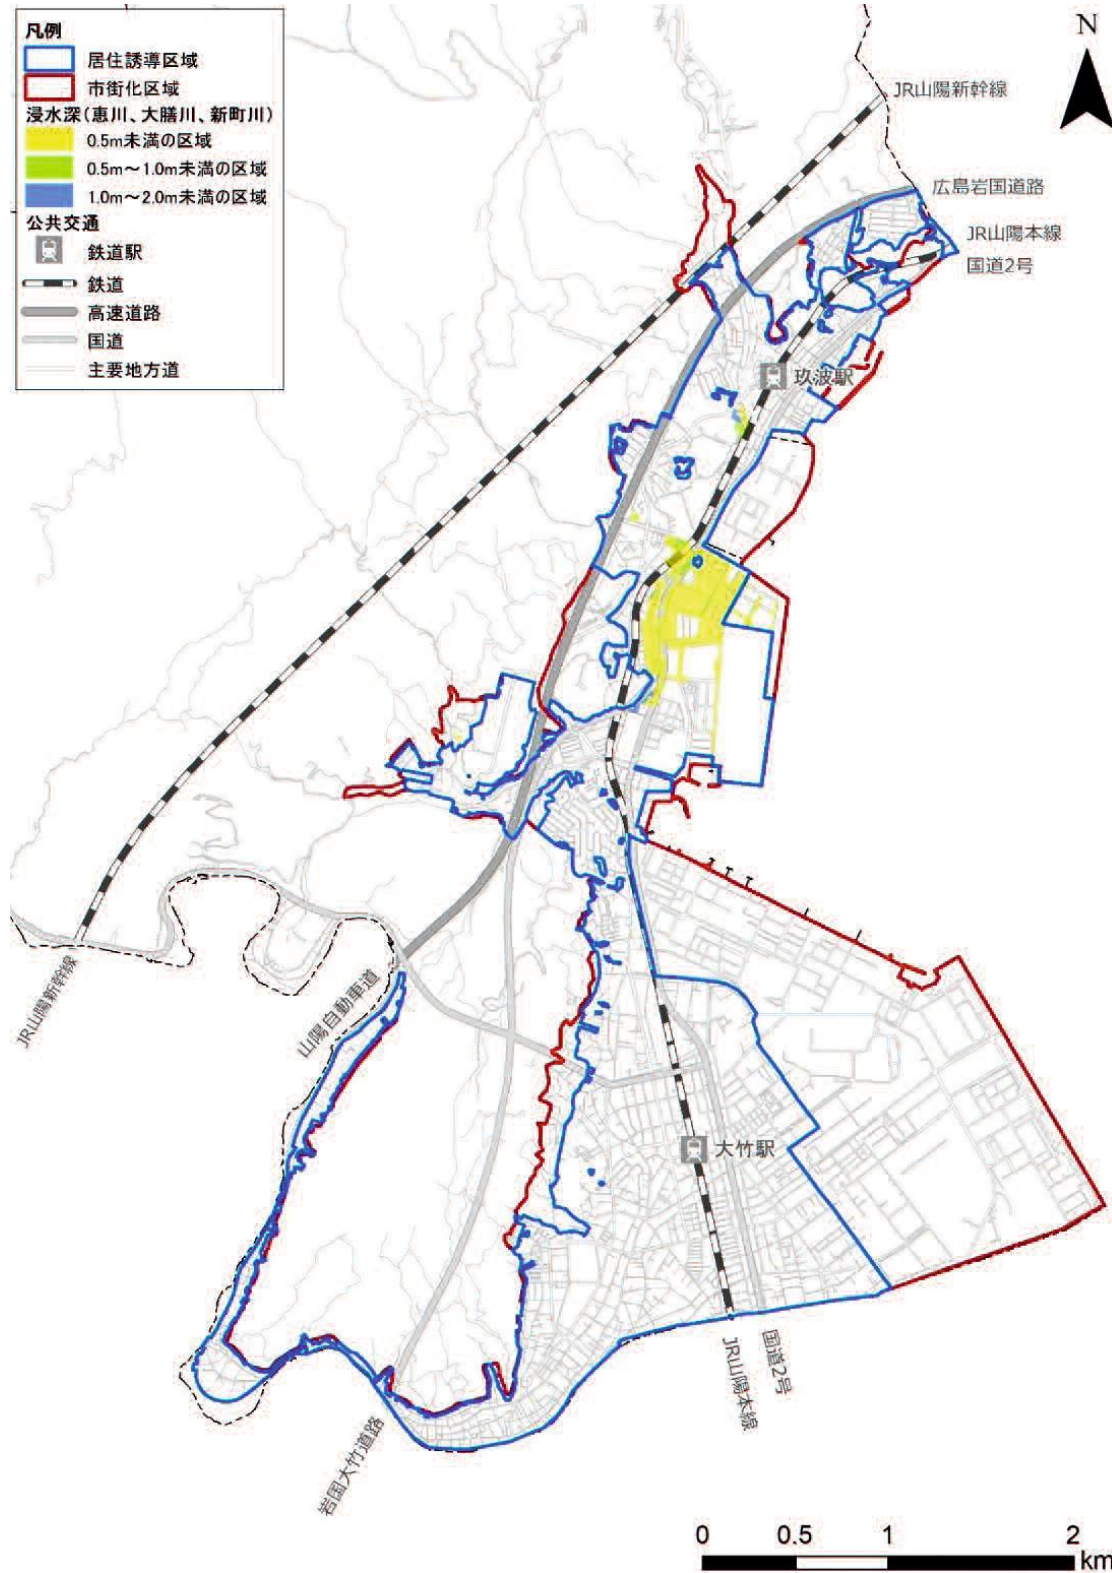 凡例
居住誘導区域
市街化区域
浸水深(恵川、大膳川、新町川)
0.5m未満の区域
0.5m～1.0m未満の区域
1.0m～2.0m未満の区域
公共交通
鉄道駅
鉄道
高速道路
国道
主要地方道
N
JR山陽新幹線
広島岩国道路
JR山陽本線
国道2号
玖波駅
JR山陽新幹線
山陽自動車道
大竹駅
国道2号
JR山陽本線
岩国大竹道路
0 0.5 1 2
km